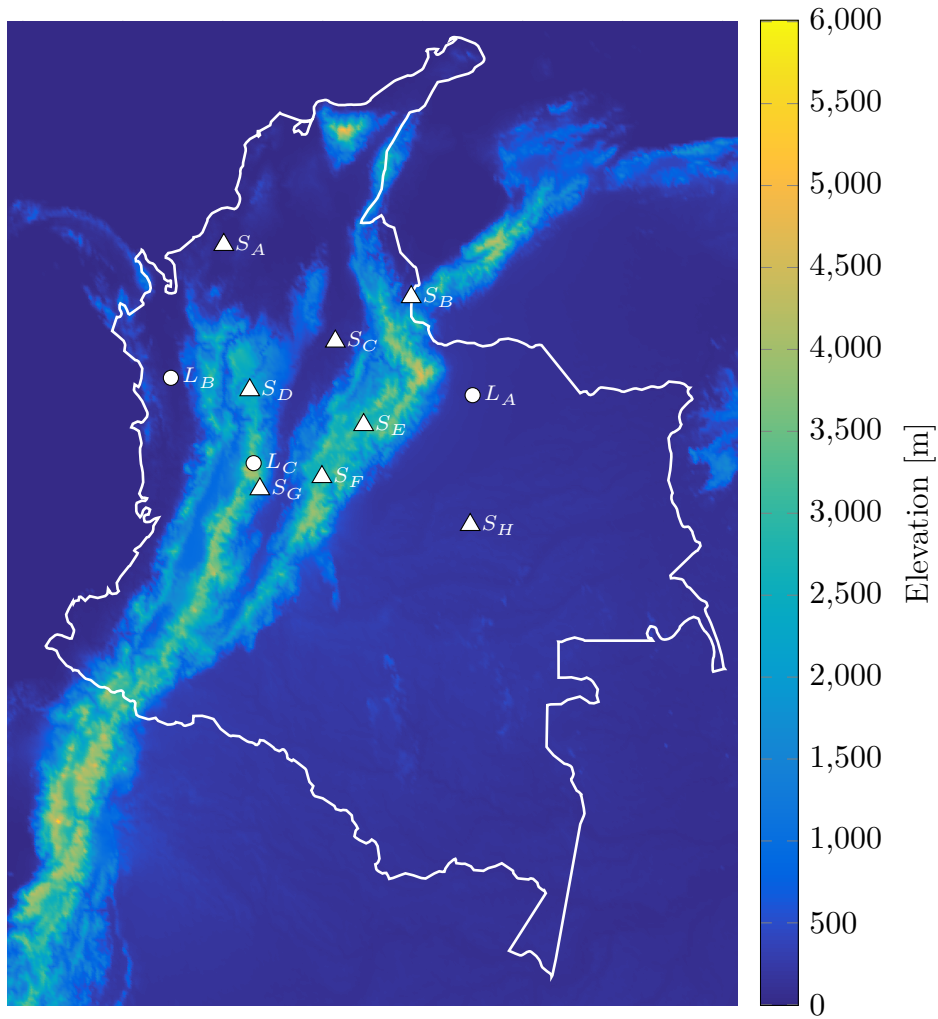 6,000
5,500
5,000
4,500
4,000
3,500
3,000
2,500
2,000
1,500
1,000
500
0
Elevation [m]
S_A
S_B
S_C
L_B
S_D
L_A
S_E
L_C
S_F
S_G
S_H